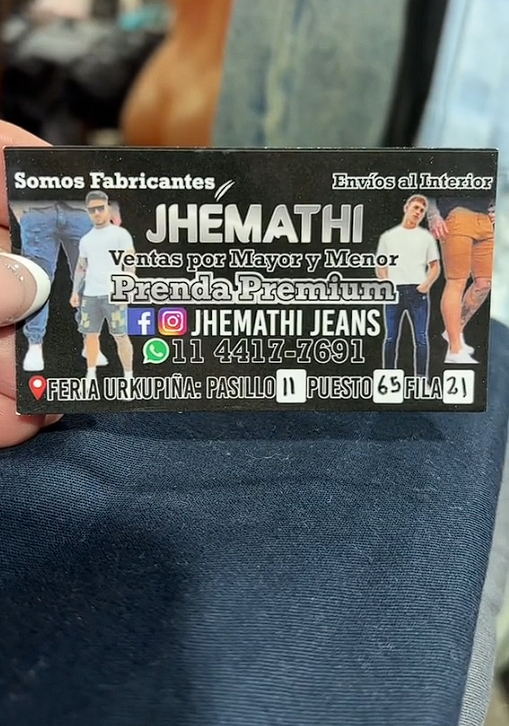 Somos Fabricantes
Envíos al Interior
JHÉMATHI
Ventas por Mayor y Menor
Prenda Premium
JHEMATHI JEANS
11 4417-7691
FERIA URKUPIÑA: PASILLO 11 PUESTO 65 FILA 21